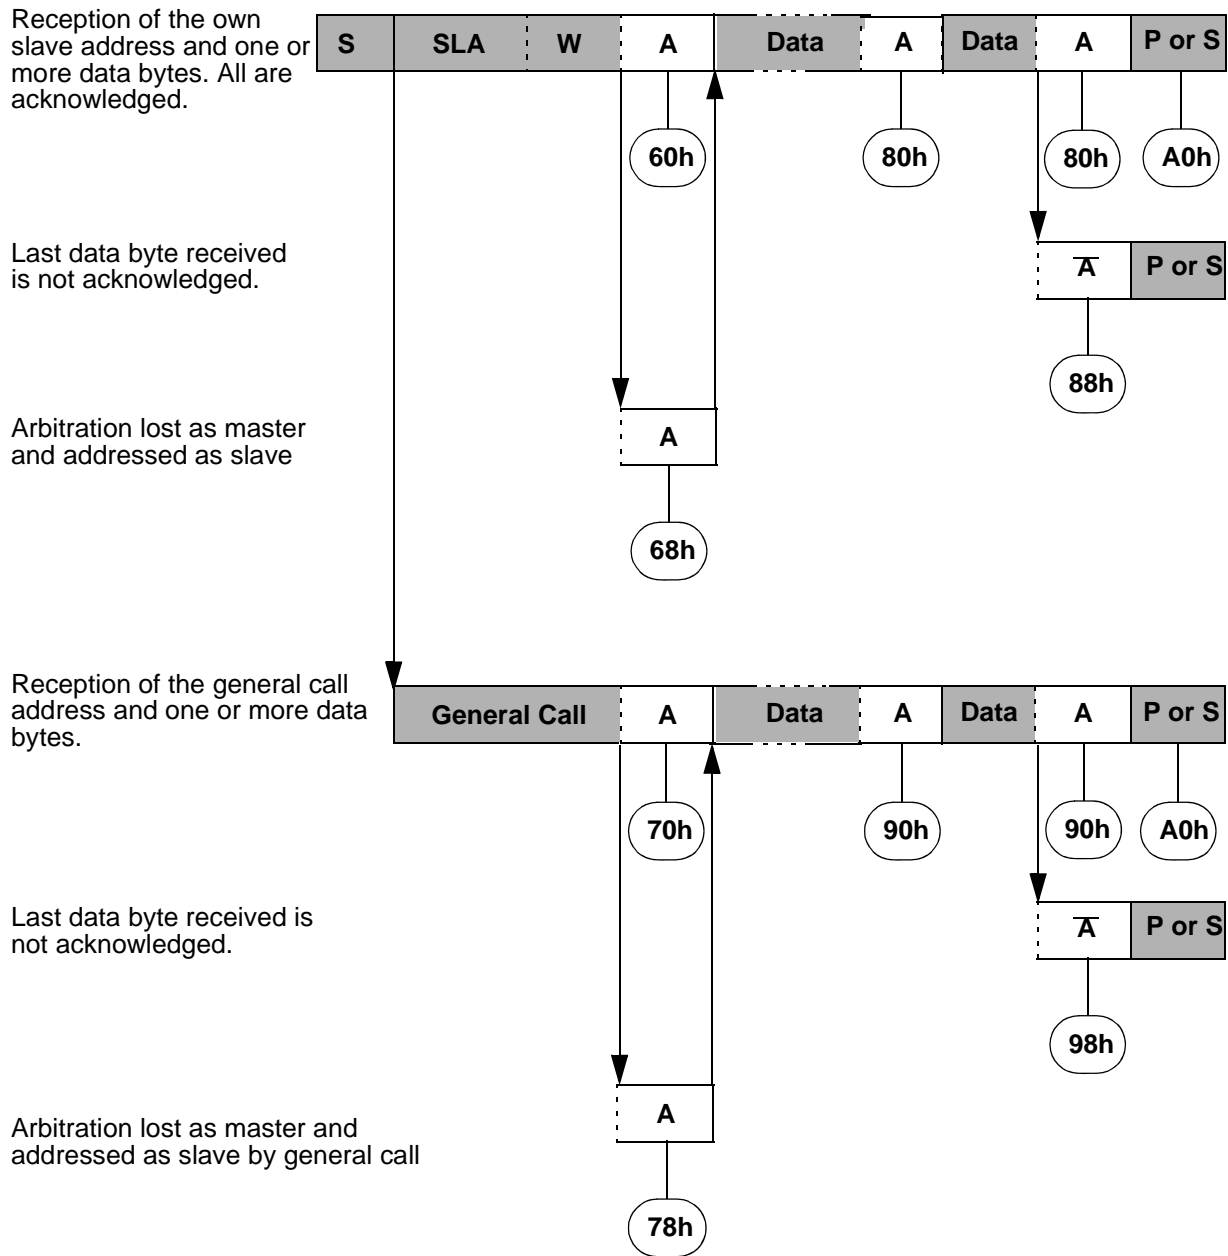 Reception of the own
slave address and one or
more data bytes. All are
acknowledged.
S SLA W A Data A Data A P or S
60h 80h 80h A0h
Last data byte received
is not acknowledged.
A̅ P or S
88h
Arbitration lost as master
and addressed as slave
A
68h
Reception of the general call
address and one or more data
bytes.
General Call A Data A Data A P or S
70h 90h 90h A0h
Last data byte received is
not acknowledged.
A̅ P or S
98h
Arbitration lost as master and
addressed as slave by general call
A
78h